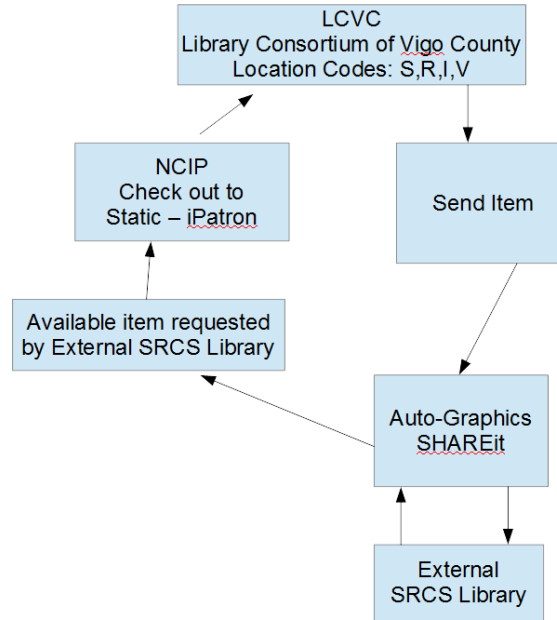 LCVC
Library Consortium of Vigo County
Location Codes: S,R,I,V
NCIP
Check out to
Static – iPatron
Send Item
Available item requested
by External SRCS Library
Auto-Graphics
SHAREit
External
SRCS Library